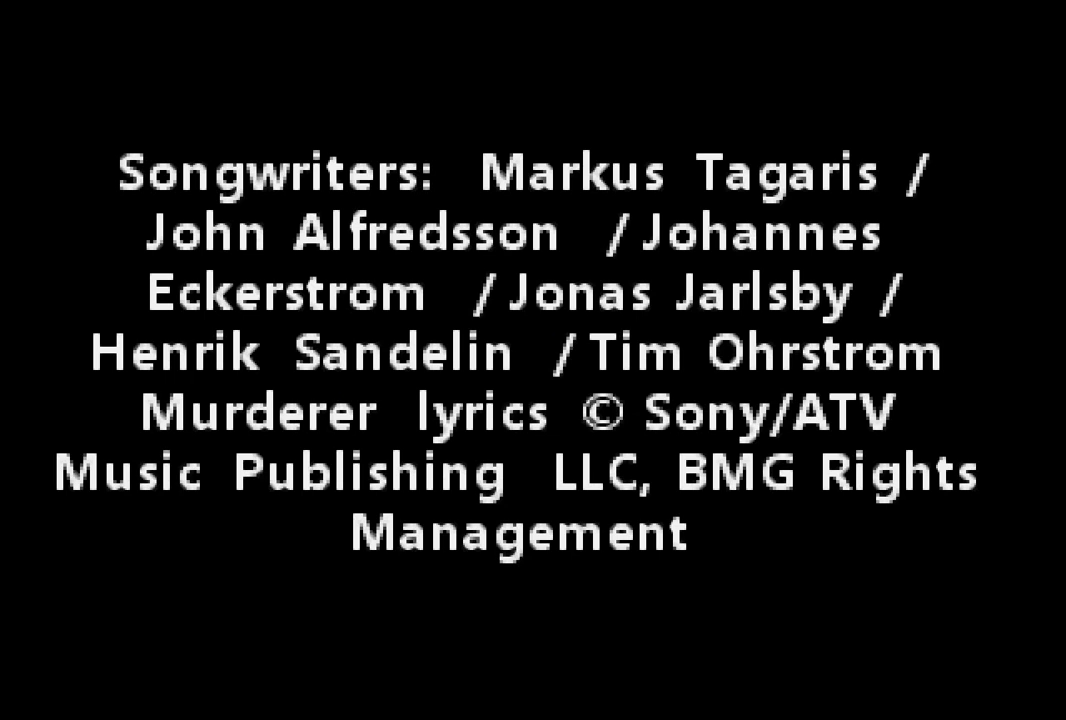 Songwriters: Markus Tagaris /
John Alfredsson / Johannes
Eckerstrom / Jonas Jarlsby /
Henrik Sandelin / Tim Ohrstrom
Murderer lyrics © Sony/ATV
Music Publishing LLC, BMG Rights
Management